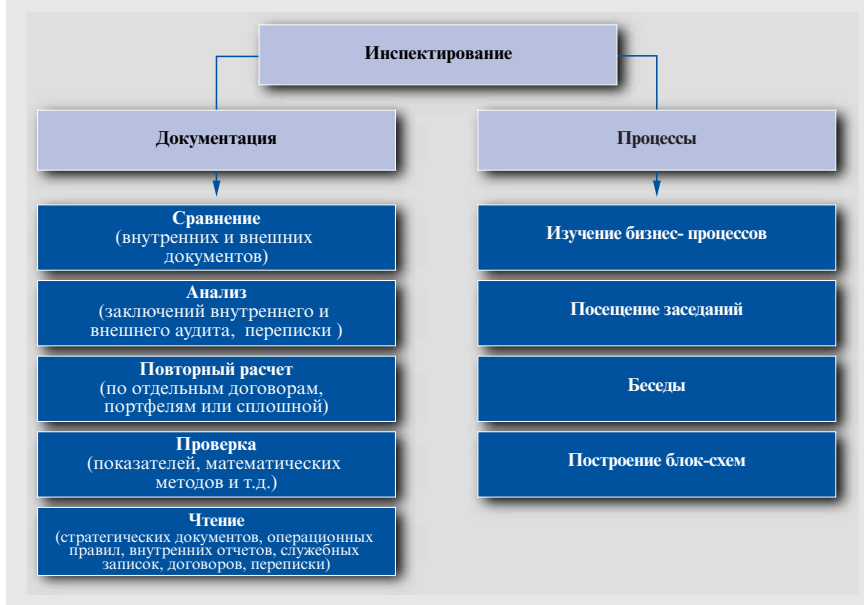 Инспектирование
Документация
Сравнение
(внутренних и внешних
документов)
Анализ
(заключений внутреннего и
внешнего аудита, переписки )
Повторный расчет
(по отдельным договорам,
портфелям или сплошной)
Проверка
(показателей, математических
методов и т.д.)
Чтение
(стратегических документов, операционных
правил, внутренних отчетов, служебных
записок, договоров, переписки)
Процессы
Изучение бизнес- процессов
Посещение заседаний
Беседы
Построение блок-схем